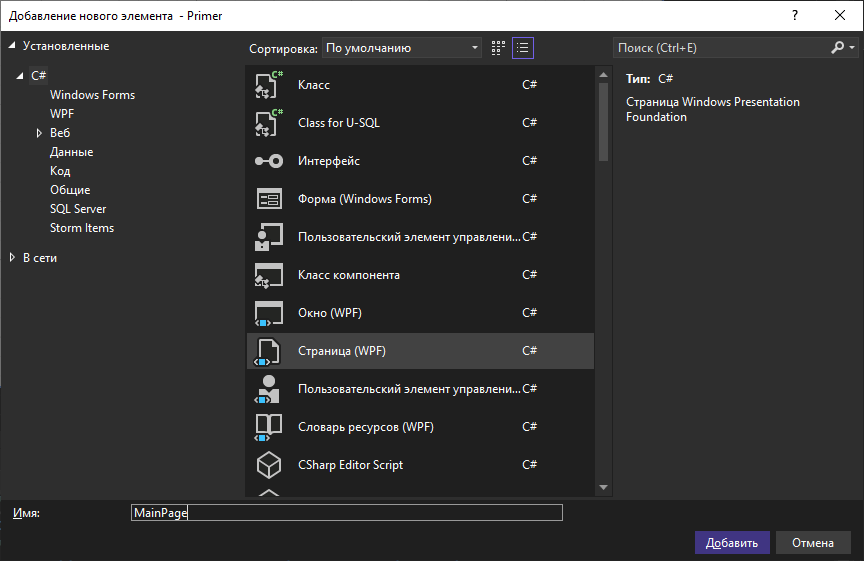 Добавление нового элемента - Primer
?
Установленные
C#
Windows Forms
WPF
Веб
Данные
Код
Общие
SQL Server
Storm Items
В сети
Сортировка: По умолчанию
Класс C#
Class for U-SQL C#
Интерфейс C#
Форма (Windows Forms) C#
Пользовательский элемент управлени... C#
Класс компонента C#
Окно (WPF) C#
Страница (WPF) C#
Пользовательский элемент управлени... C#
Словарь ресурсов (WPF) C#
CSharp Editor Script C#
Поиск (Ctrl+E)
Тип: C#
Страница Windows Presentation
Foundation
Имя: MainPage
Добавить Отмена